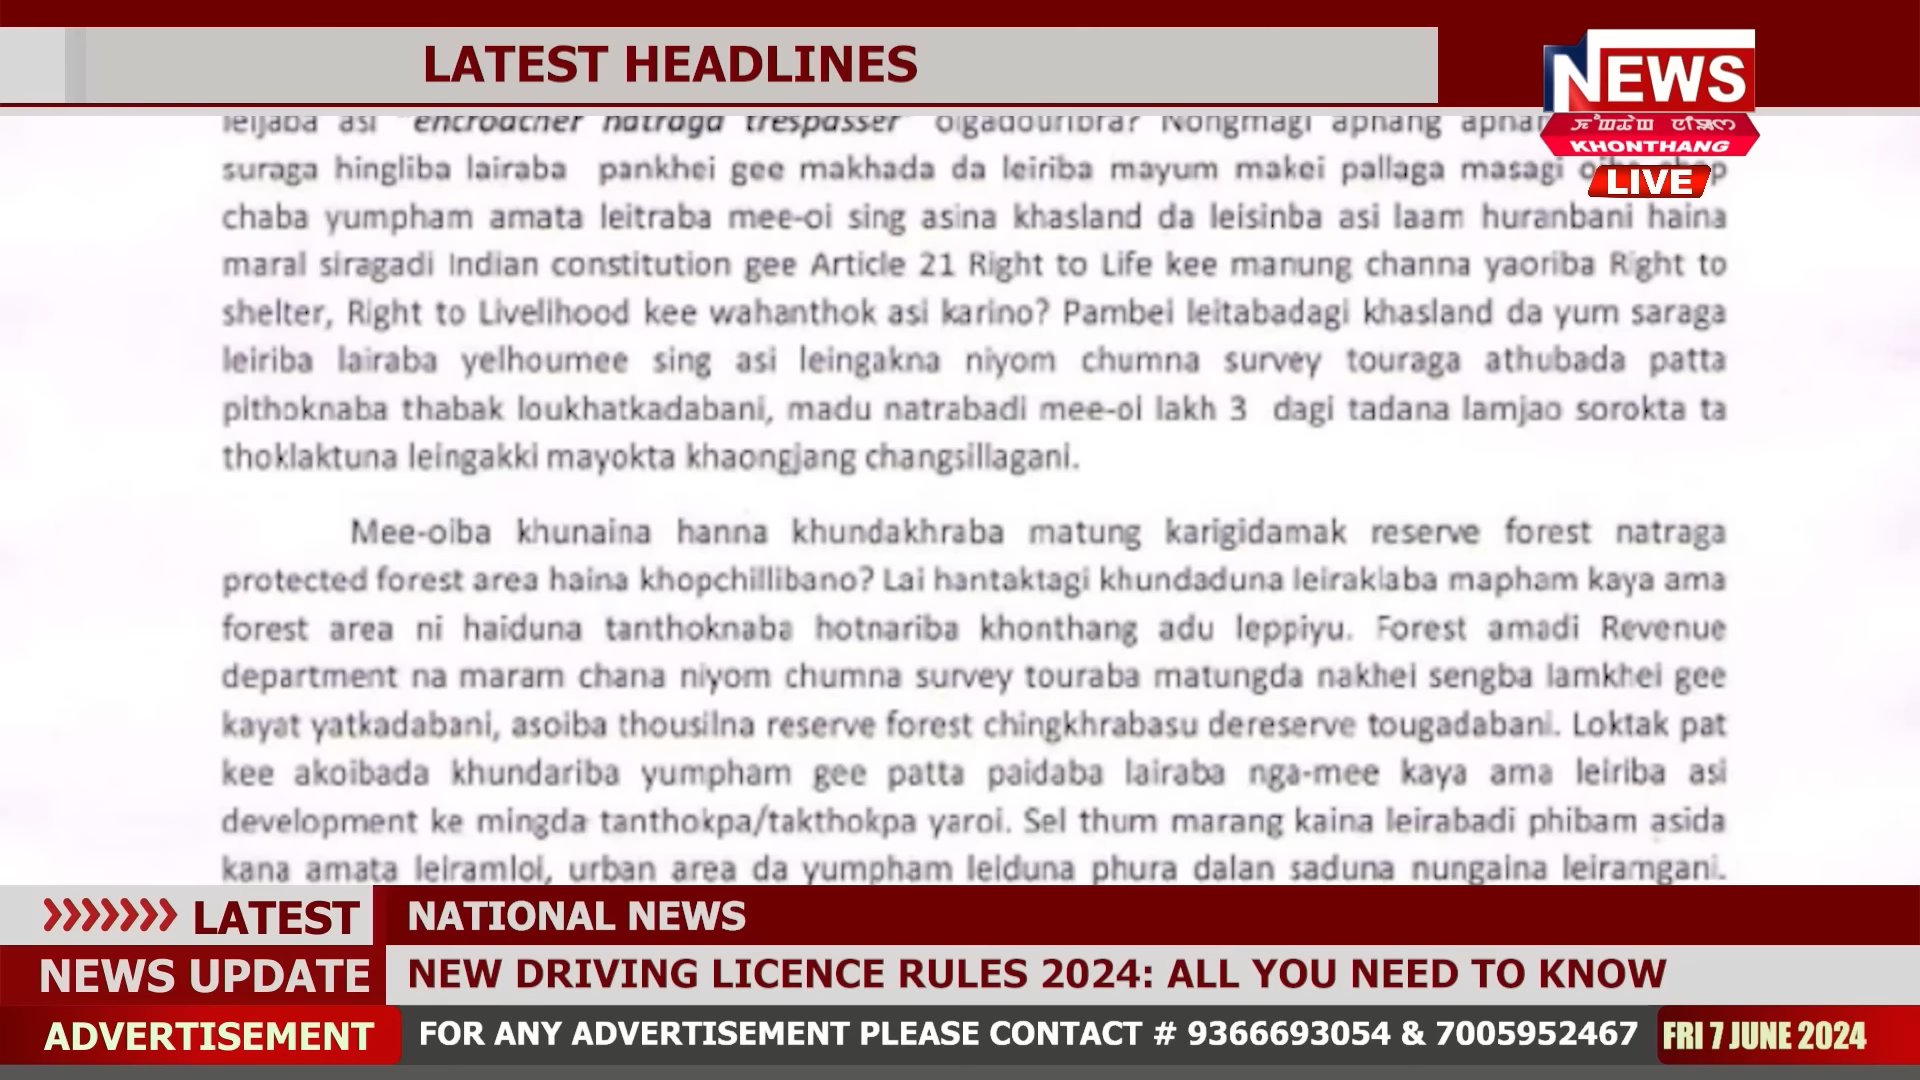 LATEST HEADLINES
NEWS
KHONTHANG
LIVE
leijaba asi "encroacher natraga trespasser" oigadouribra? Nongmagi aphang
suraga hingliba lairaba pankhei gee makhada da leiriba mayum makei pallaga masagi
chaba yumpham amata leitraba mee-oi sing asina khasland da leisinba asi laam huranbani haina
maral siragadi Indian constitution gee Article 21 Right to Life kee manung channa yaoriba Right to
shelter, Right to Livelihood kee wahanthok asi karino? Pambei leitabadagi khasland da yum saraga
leiriba lairaba yelhoumee sing asi leingakna niyom chumna survey touraga athubada patta
pithoknaba thabak loukhatkadabani, madu natrabadi mee-oi lakh 3 dagi tadana lamjao sorokta ta
thoklaktuna leingakki mayokta khaongjang changsillagani.
Mee-oiba khunaina hanna khundakhraba matung karigidamak reserve forest natraga
protected forest area haina khopchillibano? Lai hantaktagi khundaduna leiraklaba mapham kaya ama
forest area ni haiduna tanthoknaba hotnariba khonthang adu leppiyu. Forest amadi Revenue
department na maram chana niyom chumna survey touraba matungda nakhei sengba lamkhei gee
kayat yatkadabani, asoiba thousilna reserve forest chingkhrabasu dereserve tougadabani. Loktak pat
kee akoibada khundariba yumpham gee patta paidaba lairaba nga-mee kaya ama leiriba asi
development ke mingda tanthokpa/takthokpa yaroi. Sel thum marang kaina leirabadi phibam asida
kana amata leiramloi, urban area da yumpham leiduna phura dalan saduna nungaina leiramgani.
LATEST
NATIONAL NEWS
NEWS UPDATE
NEW DRIVING LICENCE RULES 2024: ALL YOU NEED TO KNOW
ADVERTISEMENT
FOR ANY ADVERTISEMENT PLEASE CONTACT # 9366693054 & 7005952467
FRI 7 JUNE 2024